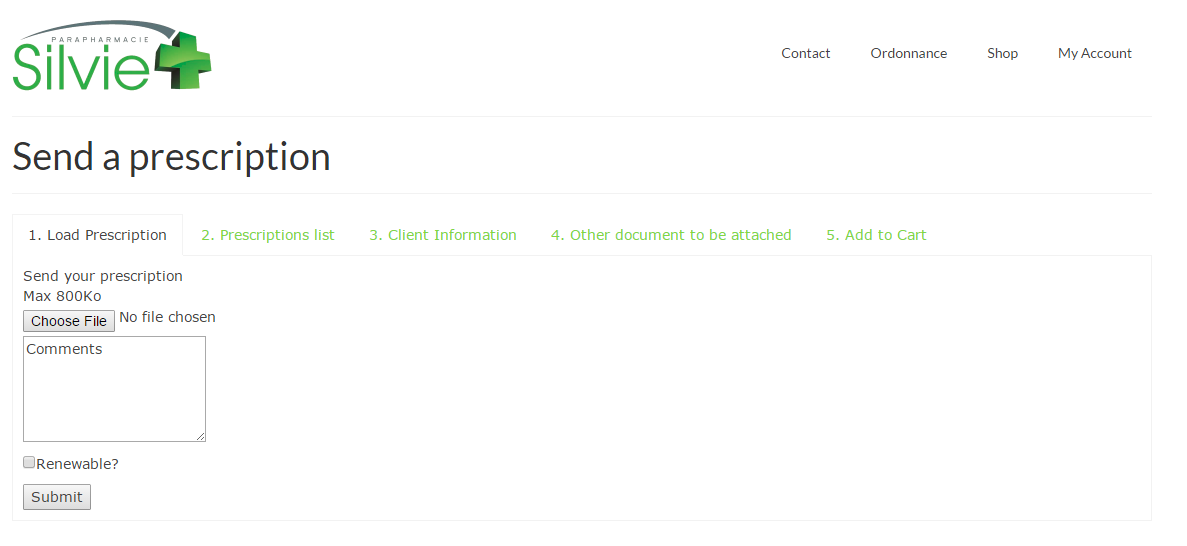 PARAPHARMACIE
Silvie
Contact Ordonnance Shop My Account
Send a prescription
1. Load Prescription 2. Prescriptions list 3. Client Information 4. Other document to be attached 5. Add to Cart
Send your prescription
Max 800Ko
Choose File No file chosen
Comments
Renewable?
Submit